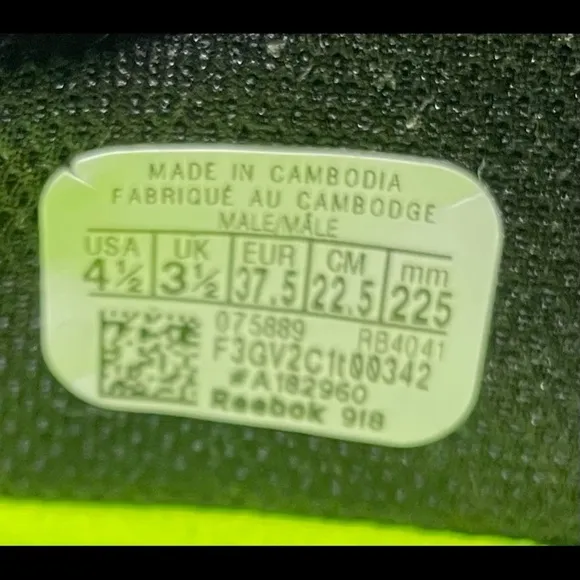 MADE IN CAMBODIA
FABRIQUÉ AU CAMBODGE
MALE/MÂLE
USA UK EUR CM mm
4½ 3½ 37.5 22.5 225
075889 RB4041
F3GV2C1t00342
#A182960
Reebok 918